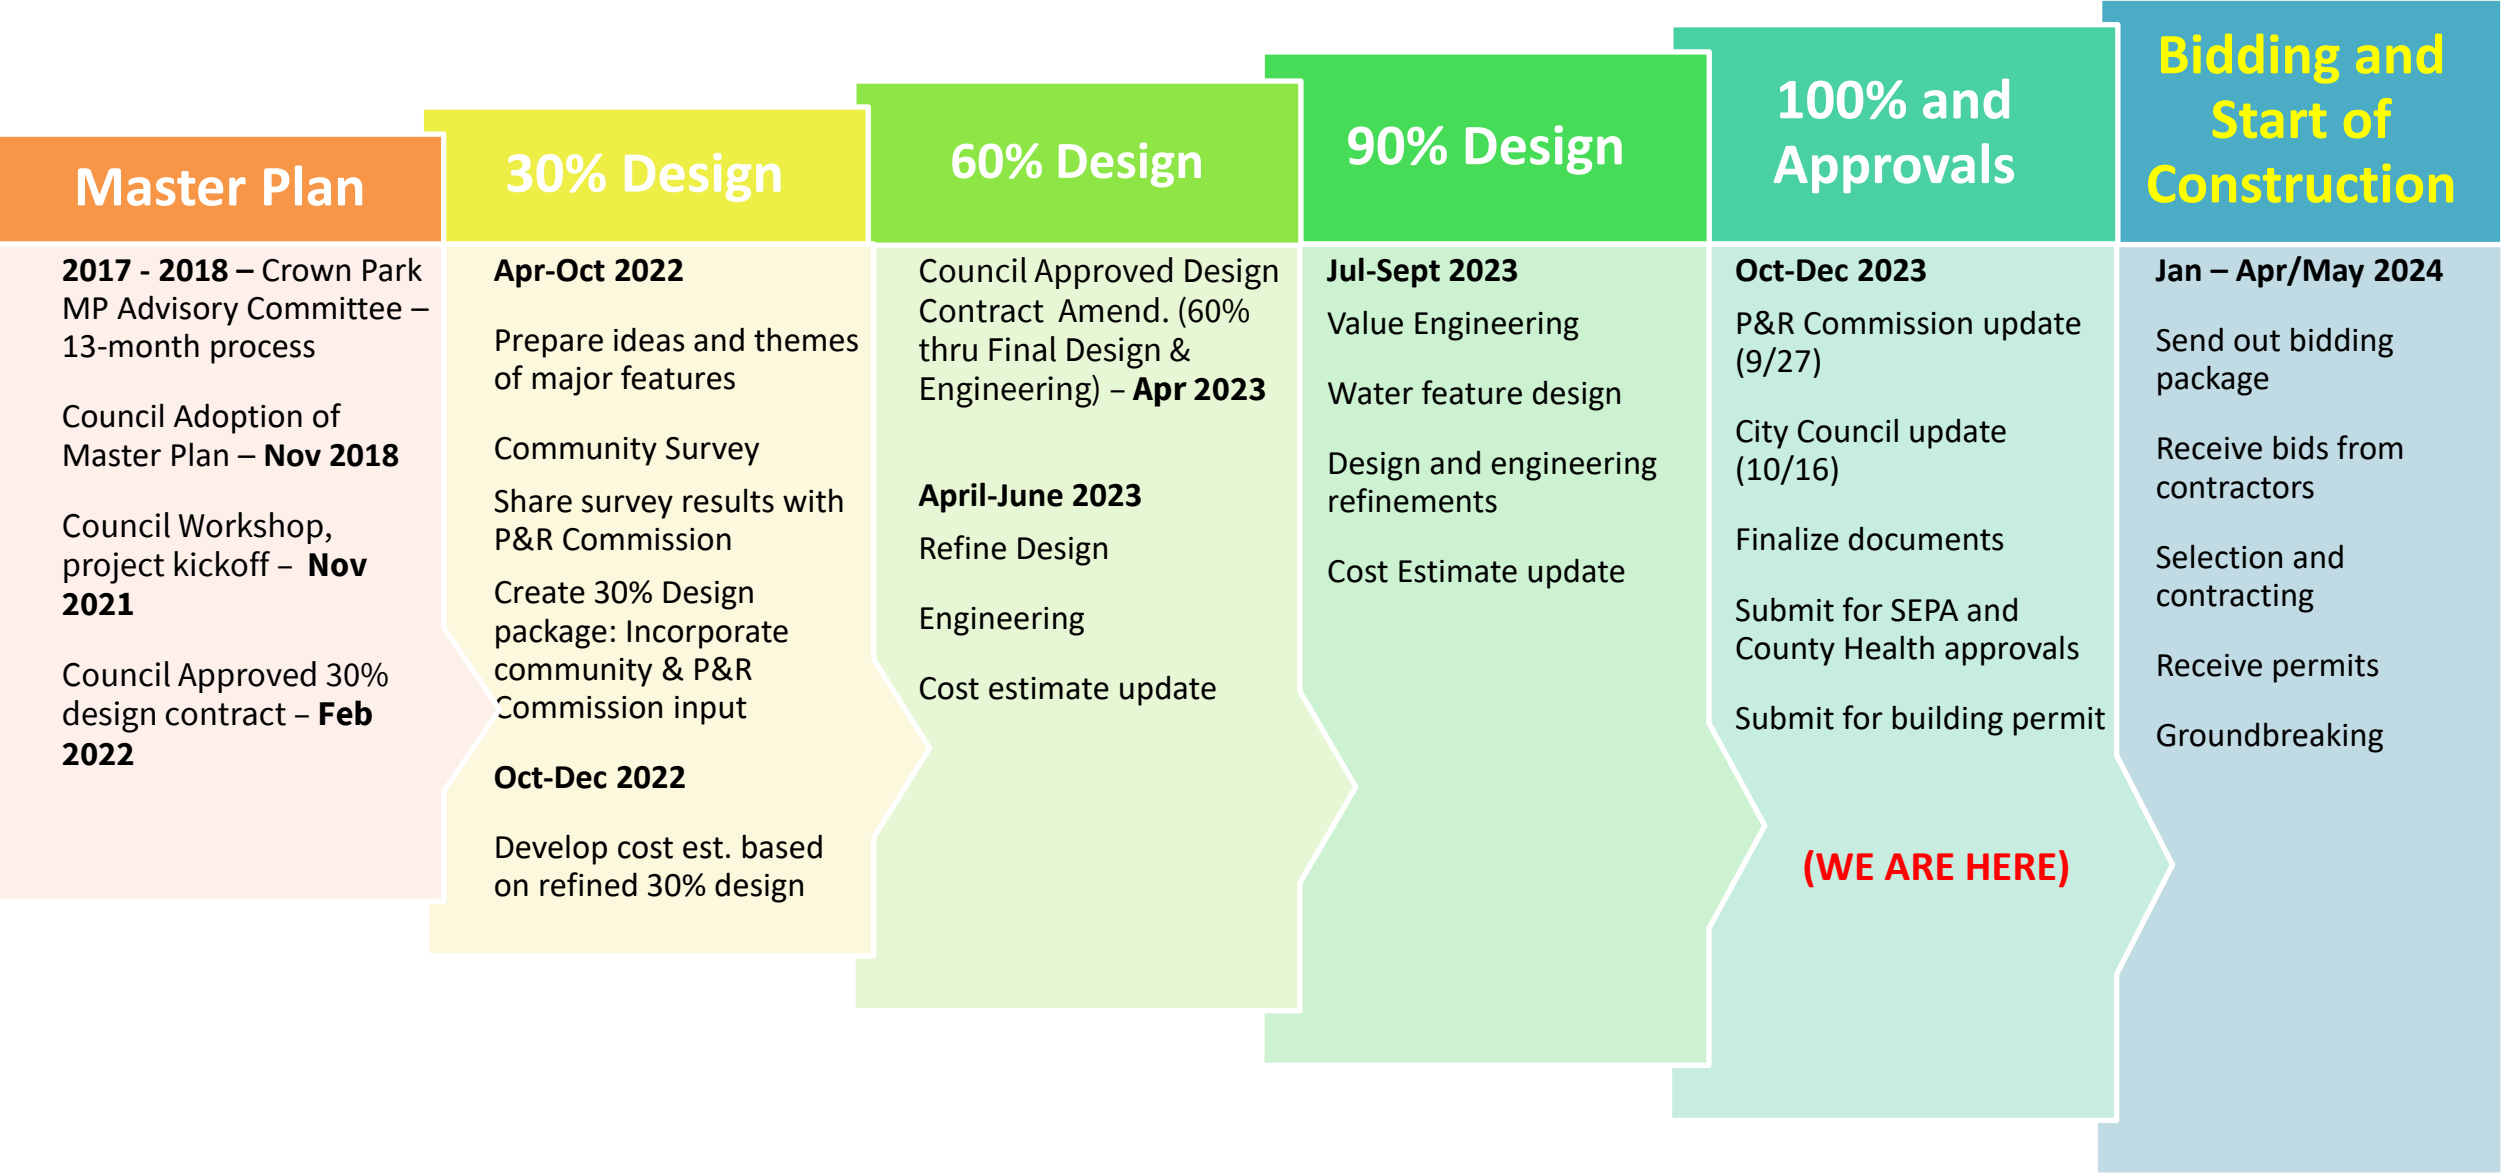 Master Plan
2017 - 2018 – Crown Park
MP Advisory Committee –
13-month process
Council Adoption of
Master Plan – Nov 2018
Council Workshop,
project kickoff – Nov
2021
Council Approved 30%
design contract – Feb
2022
30% Design
Apr-Oct 2022
Prepare ideas and themes
of major features
Community Survey
Share survey results with
P&R Commission
Create 30% Design
package: Incorporate
community & P&R
Commission input
Oct-Dec 2022
Develop cost est. based
on refined 30% design
60% Design
Council Approved Design
Contract Amend. (60%
thru Final Design &
Engineering) – Apr 2023
April-June 2023
Refine Design
Engineering
Cost estimate update
90% Design
Jul-Sept 2023
Value Engineering
Water feature design
Design and engineering
refinements
Cost Estimate update
100% and
Approvals
Oct-Dec 2023
P&R Commission update
(9/27)
City Council update
(10/16)
Finalize documents
Submit for SEPA and
County Health approvals
Submit for building permit
(WE ARE HERE)
Bidding and
Start of
Construction
Jan – Apr/May 2024
Send out bidding
package
Receive bids from
contractors
Selection and
contracting
Receive permits
Groundbreaking